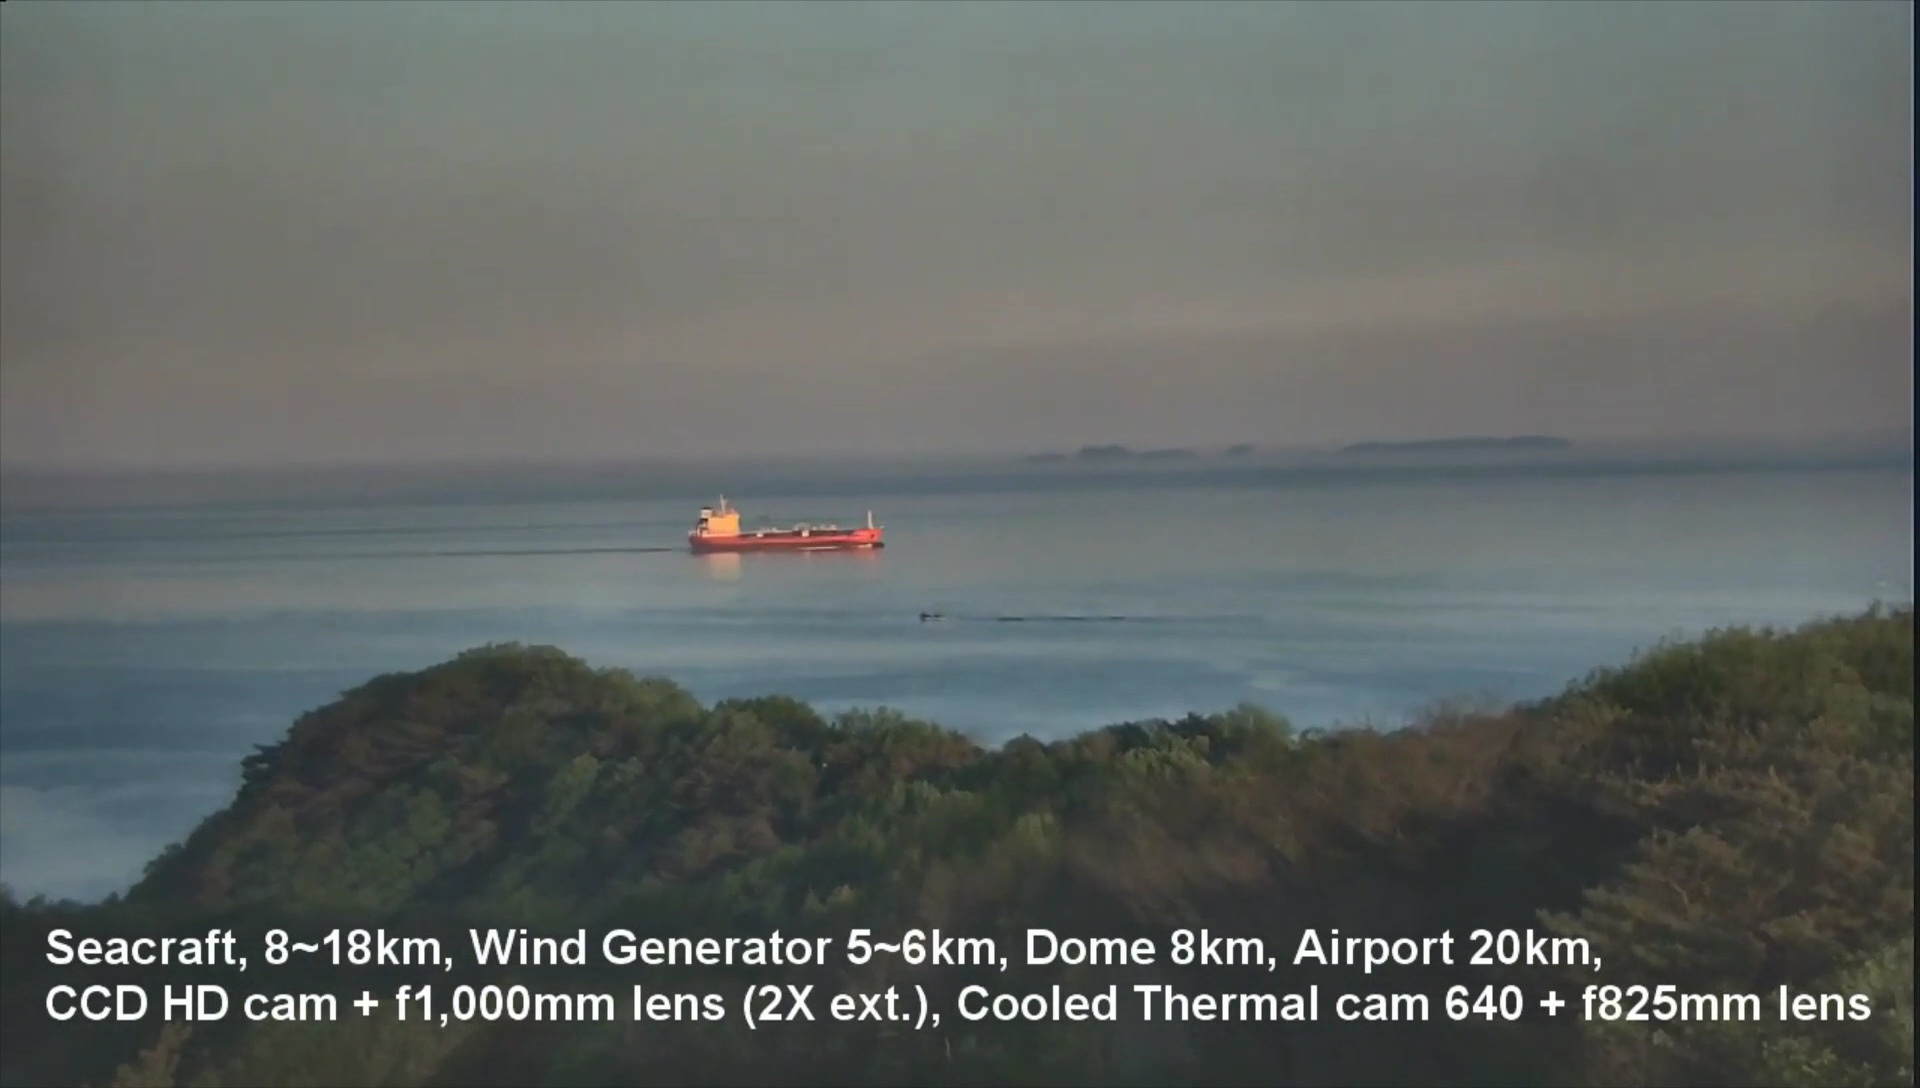 Seacraft, 8~18km, Wind Generator 5~6km, Dome 8km, Airport 20km,
CCD HD cam + f1,000mm lens (2X ext.), Cooled Thermal cam 640 + f825mm lens